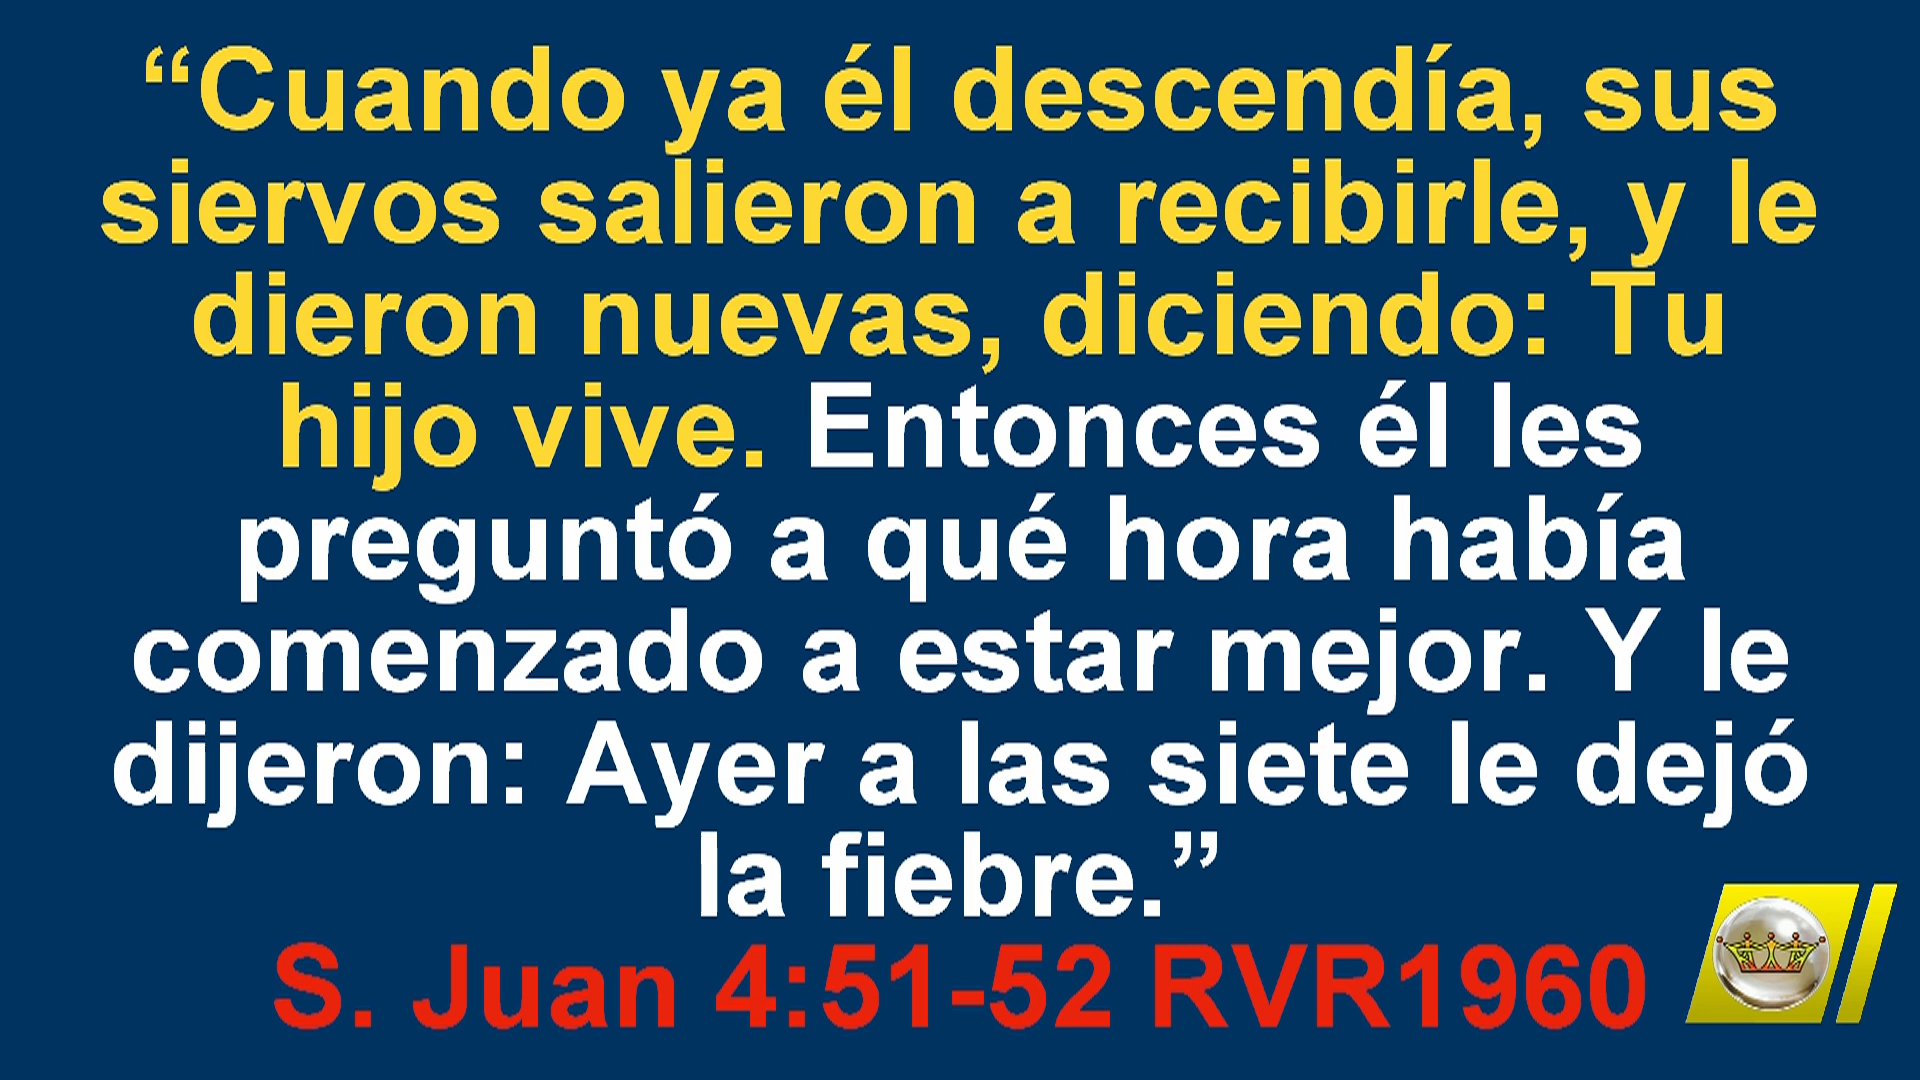 “Cuando ya él descendía, sus
siervos salieron a recibirle, y le
dieron nuevas, diciendo: Tu
hijo vive. Entonces él les
preguntó a qué hora había
comenzado a estar mejor. Y le
dijeron: Ayer a las siete le dejó
la fiebre.”
S. Juan 4:51-52 RVR1960